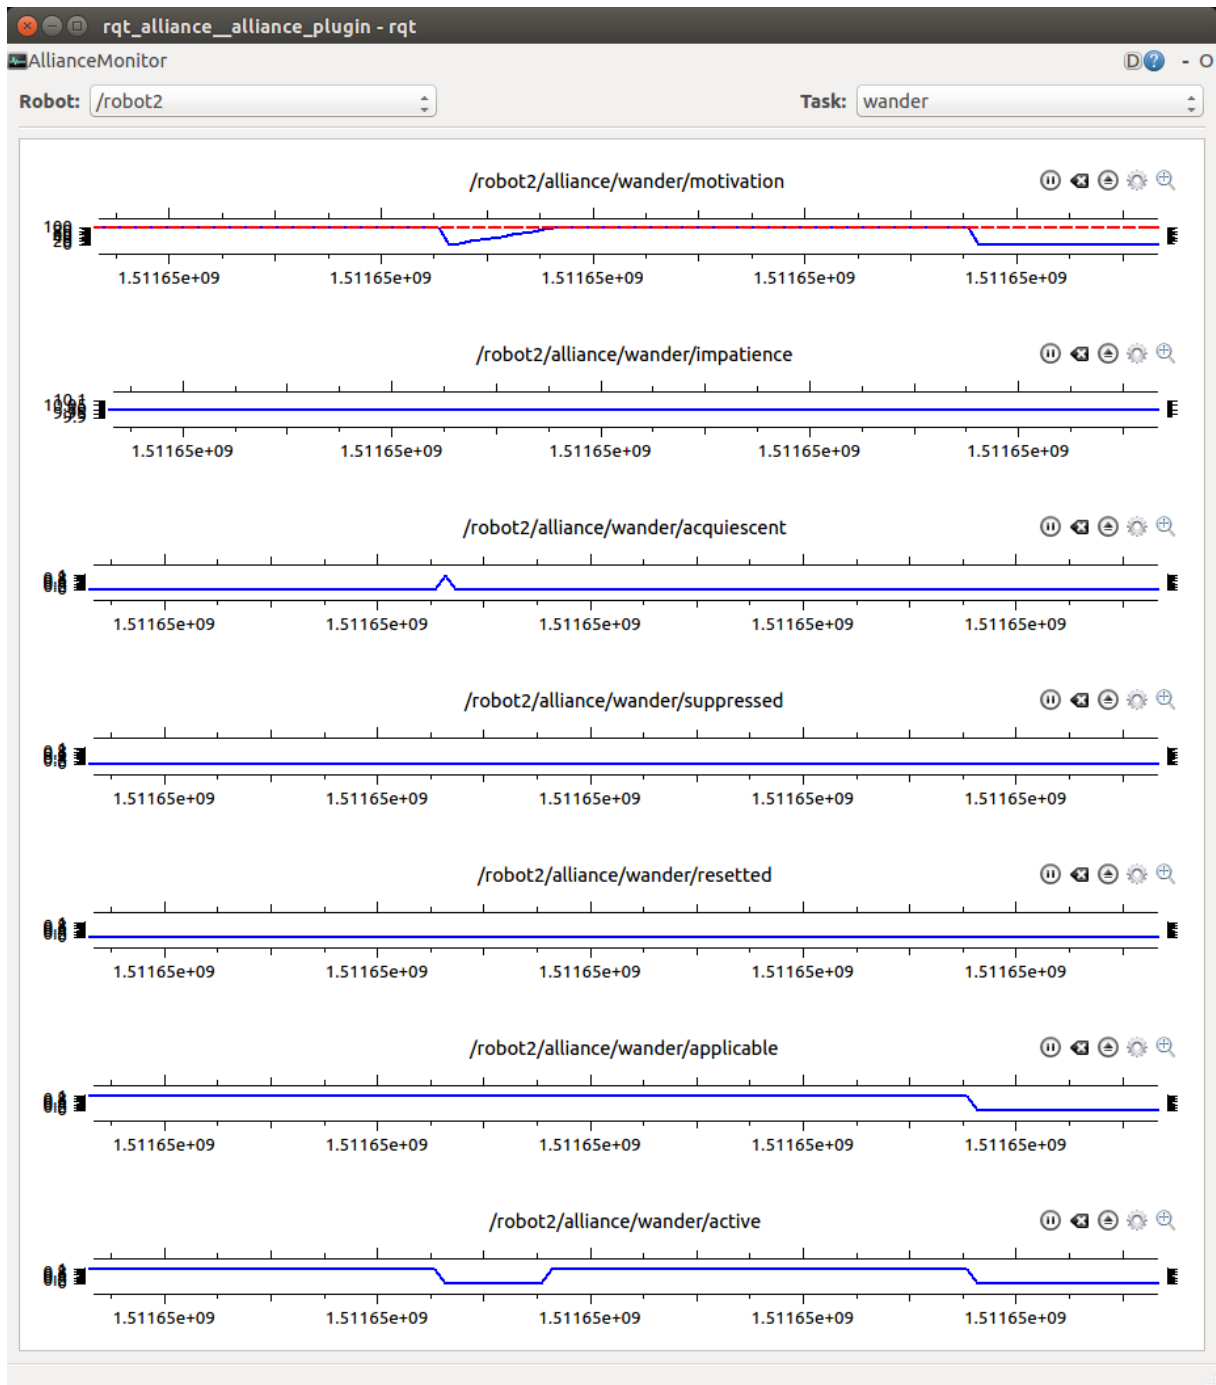 rqt_alliance__alliance_plugin - rqt
AllianceMonitor D ? - O
Robot: /robot2 Task: wander
/robot2/alliance/wander/motivation
100
1.51165e+09 1.51165e+09 1.51165e+09 1.51165e+09 1.51165e+09
/robot2/alliance/wander/impatience
10.1
9.9
1.51165e+09 1.51165e+09 1.51165e+09 1.51165e+09 1.51165e+09
/robot2/alliance/wander/acquiescent
1.51165e+09 1.51165e+09 1.51165e+09 1.51165e+09 1.51165e+09
/robot2/alliance/wander/suppressed
1.51165e+09 1.51165e+09 1.51165e+09 1.51165e+09 1.51165e+09
/robot2/alliance/wander/resetted
1.51165e+09 1.51165e+09 1.51165e+09 1.51165e+09 1.51165e+09
/robot2/alliance/wander/applicable
1.51165e+09 1.51165e+09 1.51165e+09 1.51165e+09 1.51165e+09
/robot2/alliance/wander/active
1.51165e+09 1.51165e+09 1.51165e+09 1.51165e+09 1.51165e+09